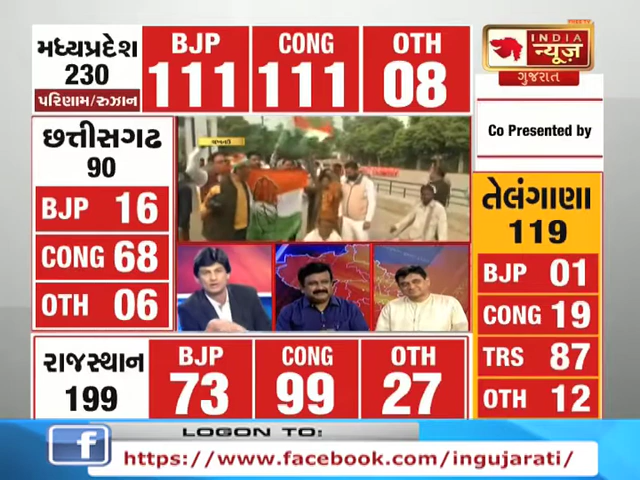 મધ્યપ્રદેશ
230
પરિણામ/રુઝાન
BJP
111
CONG
111
OTH
08
FREE TV
INDIA
न्यूज़
ગુજરાત
Co Presented by
છત્તીસગઢ
90
BJP 16
CONG 68
OTH 06
તેલંગાણા
119
BJP 01
CONG 19
TRS 87
OTH 12
રાજસ્થાન
199
BJP
73
CONG
99
OTH
27
LOGON TO:
f
https://www.facebook.com/ingujarati/